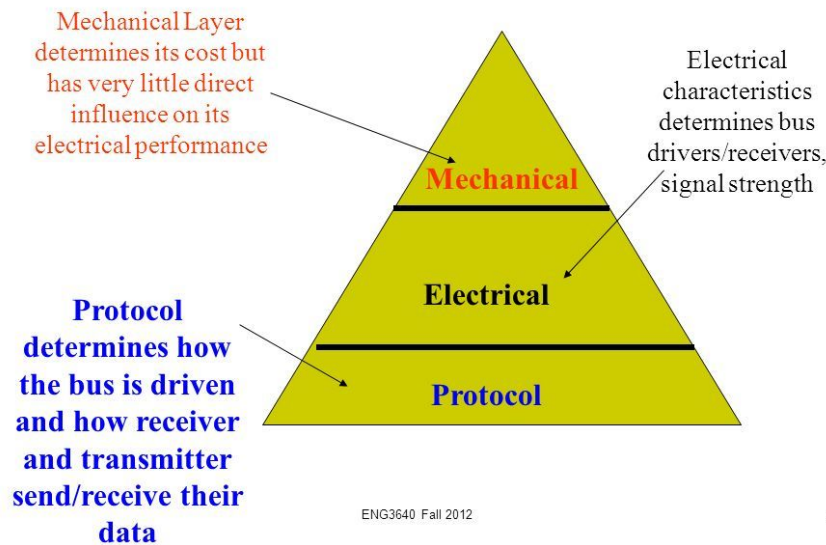 Mechanical Layer
determines its cost but
has very little direct
influence on its
electrical performance
Electrical
characteristics
determines bus
drivers/receivers,
signal strength
Mechanical
Electrical
Protocol
determines how
the bus is driven
and how receiver
and transmitter
send/receive their
data
Protocol
ENG3640 Fall 2012